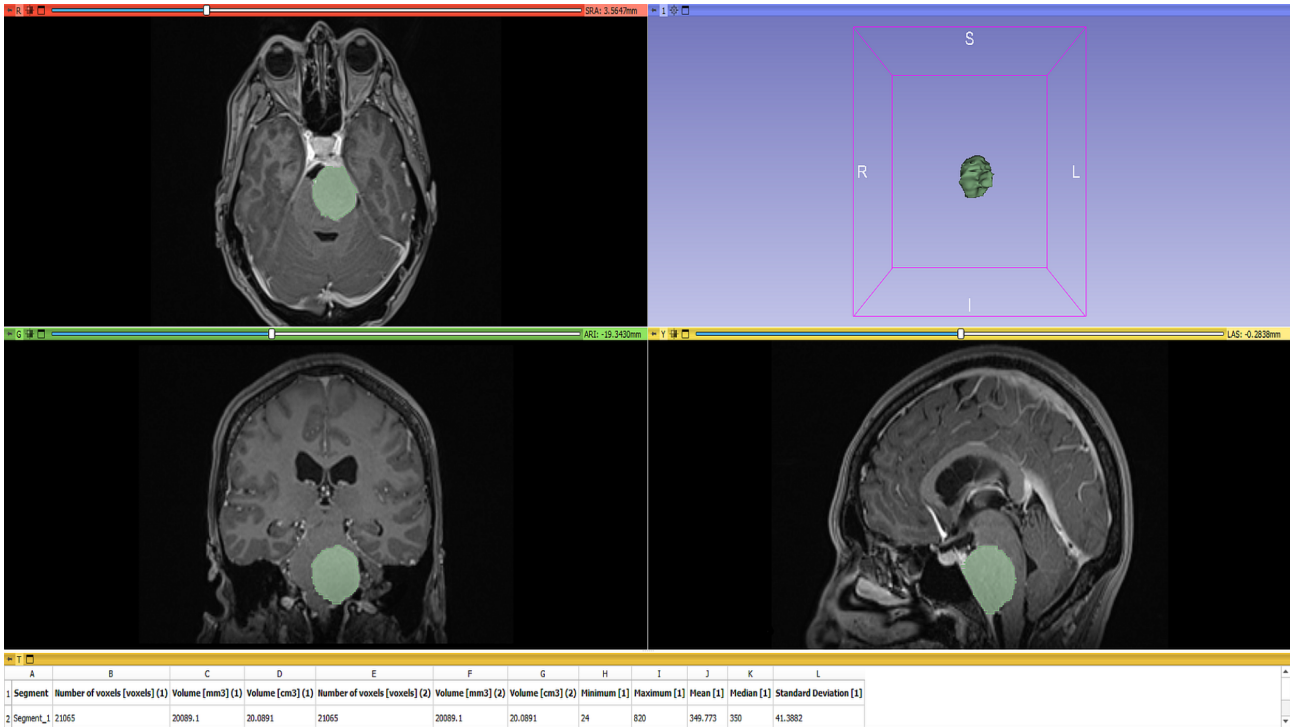 R SRA: 3.5647mm
1
S
R L
I
G ARI: -19.3430mm
Y LAS: -0.2838mm
T
A B C D E F G H I J K L
1 Segment Number of voxels [voxels] (1) Volume [mm3] (1) Volume [cm3] (1) Number of voxels [voxels] (2) Volume [mm3] (2) Volume [cm3] (2) Minimum [1] Maximum [1] Mean [1] Median [1] Standard Deviation [1]
2 Segment_1 21065 20089.1 20.0891 21065 20089.1 20.0891 24 820 349.773 350 41.3882